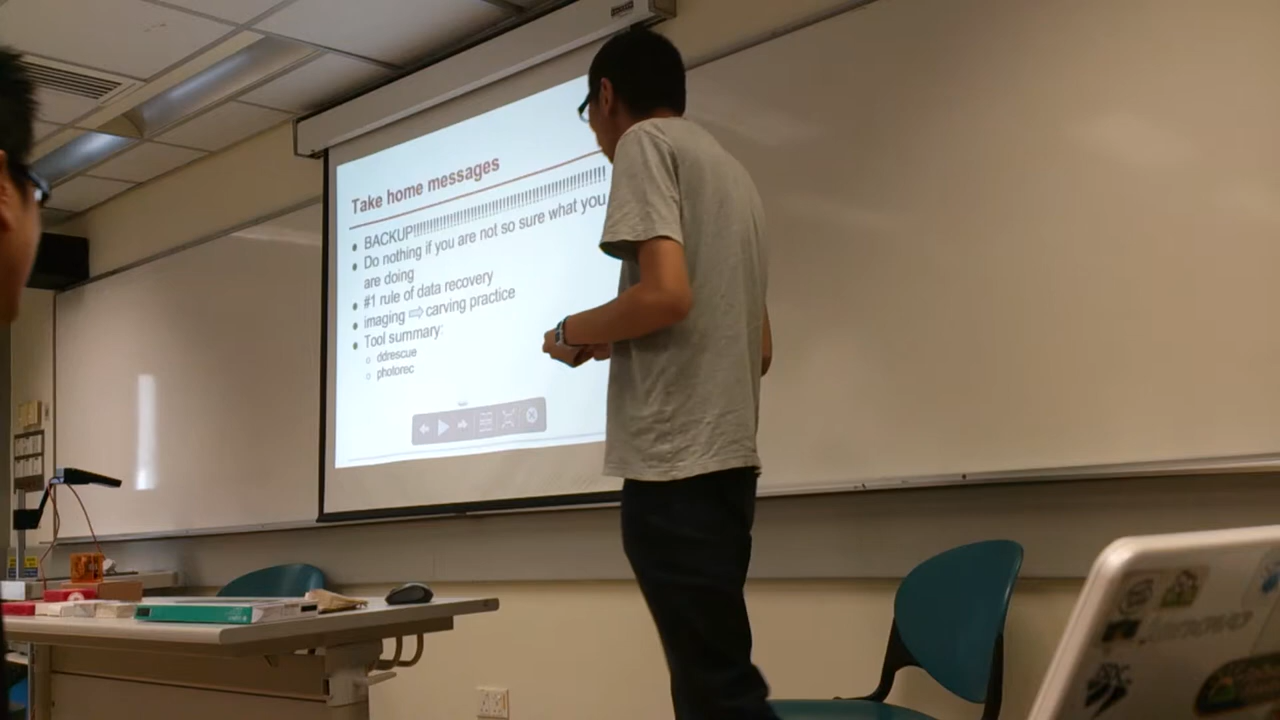 Take home messages
BACKUP!!!!!!!!!!!!!!!!!!!!!!!!!!!!!!!!!!!!!!!!!!!!!!!!
Do nothing if you are not so sure what you
are doing
#1 rule of data recovery
imaging ⇨ carving practice
Tool summary:
ddrescue
photorec
lenovo